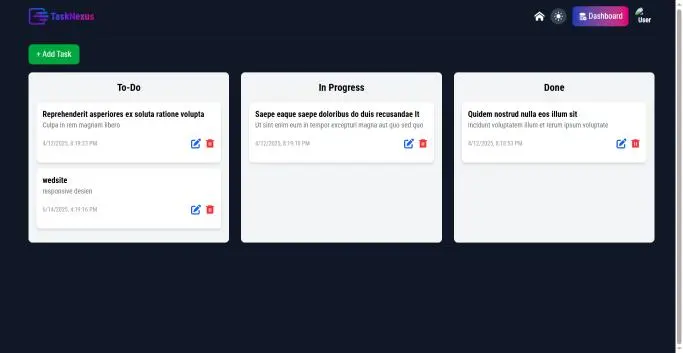 TaskNexus
Dashboard
User
+ Add Task
To-Do
Reprehenderit asperiores ex soluta ratione volupta
Culpa in rem magnam libero
4/12/2025, 8:19:23 PM
wedsite
responsive desien
6/14/2025, 4:39:16 PM
In Progress
Saepe eaque saepe doloribus do duis recusandae It
Ut sint enim eum in tempor excepturi magna aut quo sed quo
4/12/2025, 8:19:18 PM
Done
Quidem nostrud nulla eos illum sit
Incidunt voluptatem illum et rerum ipsum voluptate
4/12/2025, 8:18:53 PM